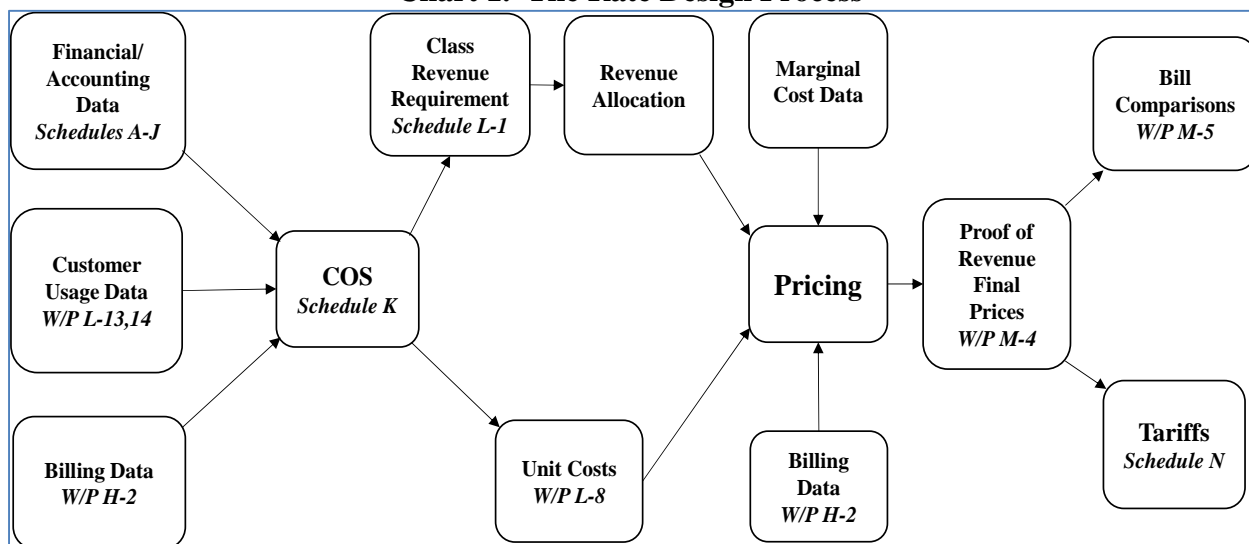 Chart 1: The Rate Design Process
Financial/
Accounting
Data
Schedules A-J
Class
Revenue
Requirement
Schedule L-1
Revenue
Allocation
Marginal
Cost Data
Bill
Comparisons
W/P M-5
Customer
Usage Data
W/P L-13,14
COS
Schedule K
Pricing
Proof of
Revenue
Final
Prices
W/P M-4
Billing Data
W/P H-2
Unit Costs
W/P L-8
Billing
Data
W/P H-2
Tariffs
Schedule N